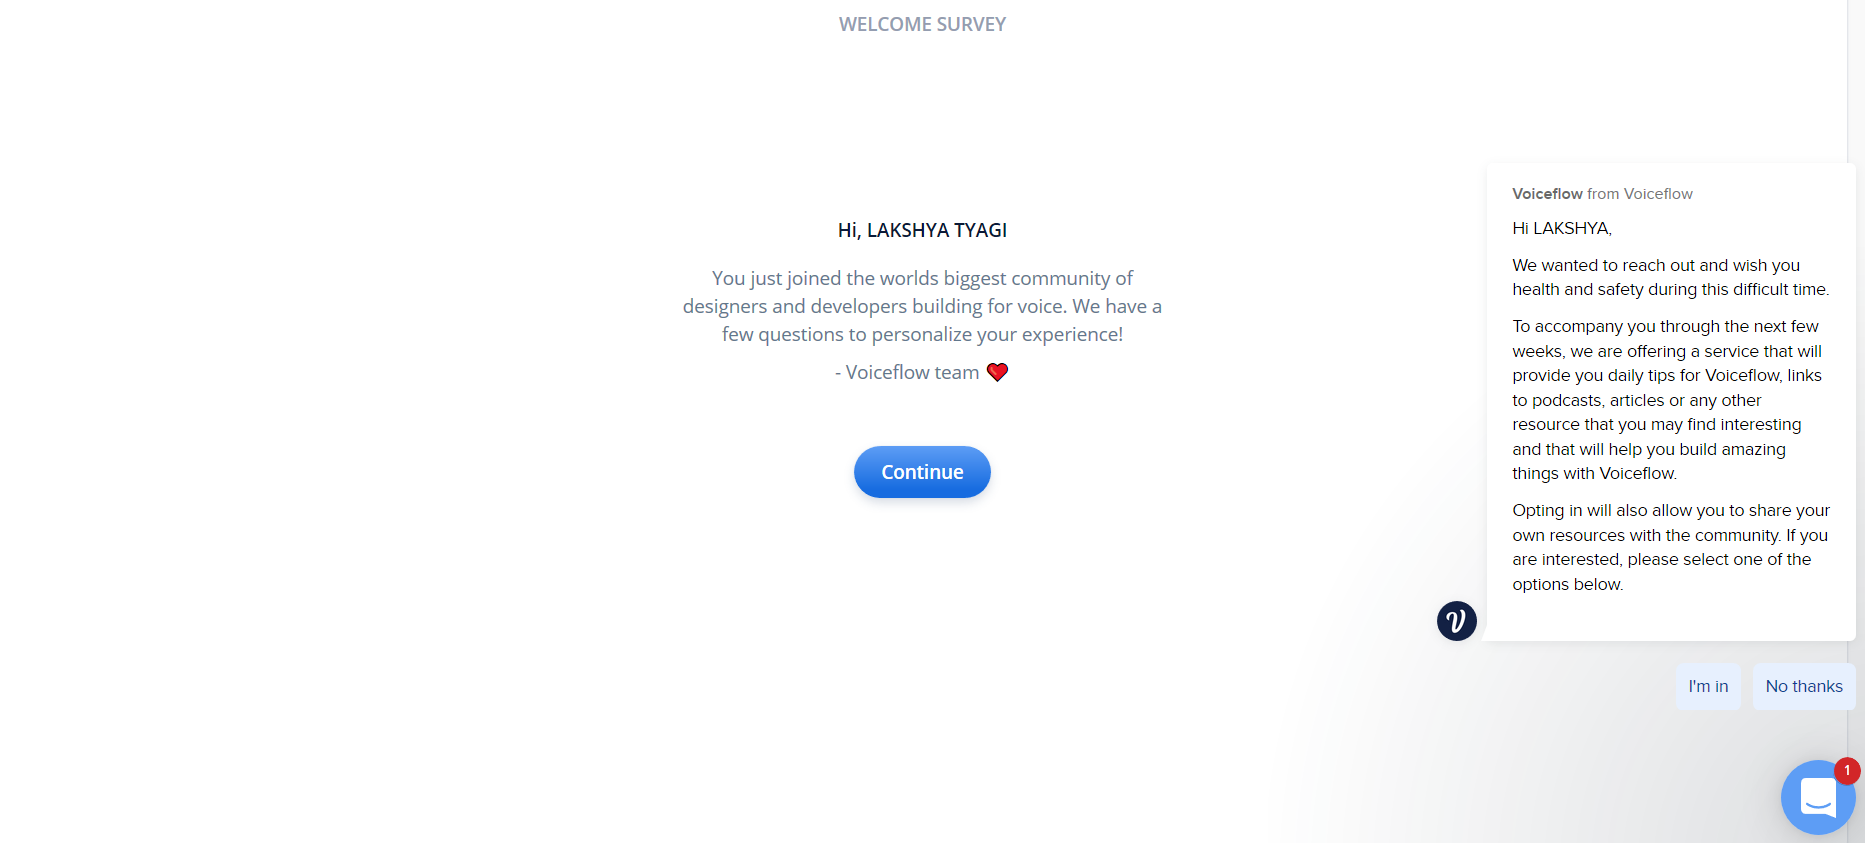 WELCOME SURVEY
Hi, LAKSHYA TYAGI
You just joined the worlds biggest community of
designers and developers building for voice. We have a
few questions to personalize your experience!
- Voiceflow team ❤
Continue
Voiceflow from Voiceflow
Hi LAKSHYA,
We wanted to reach out and wish you
health and safety during this difficult time.
To accompany you through the next few
weeks, we are offering a service that will
provide you daily tips for Voiceflow, links
to podcasts, articles or any other
resource that you may find interesting
and that will help you build amazing
things with Voiceflow.
Opting in will also allow you to share your
own resources with the community. If you
are interested, please select one of the
options below.
V
I'm in
No thanks
1